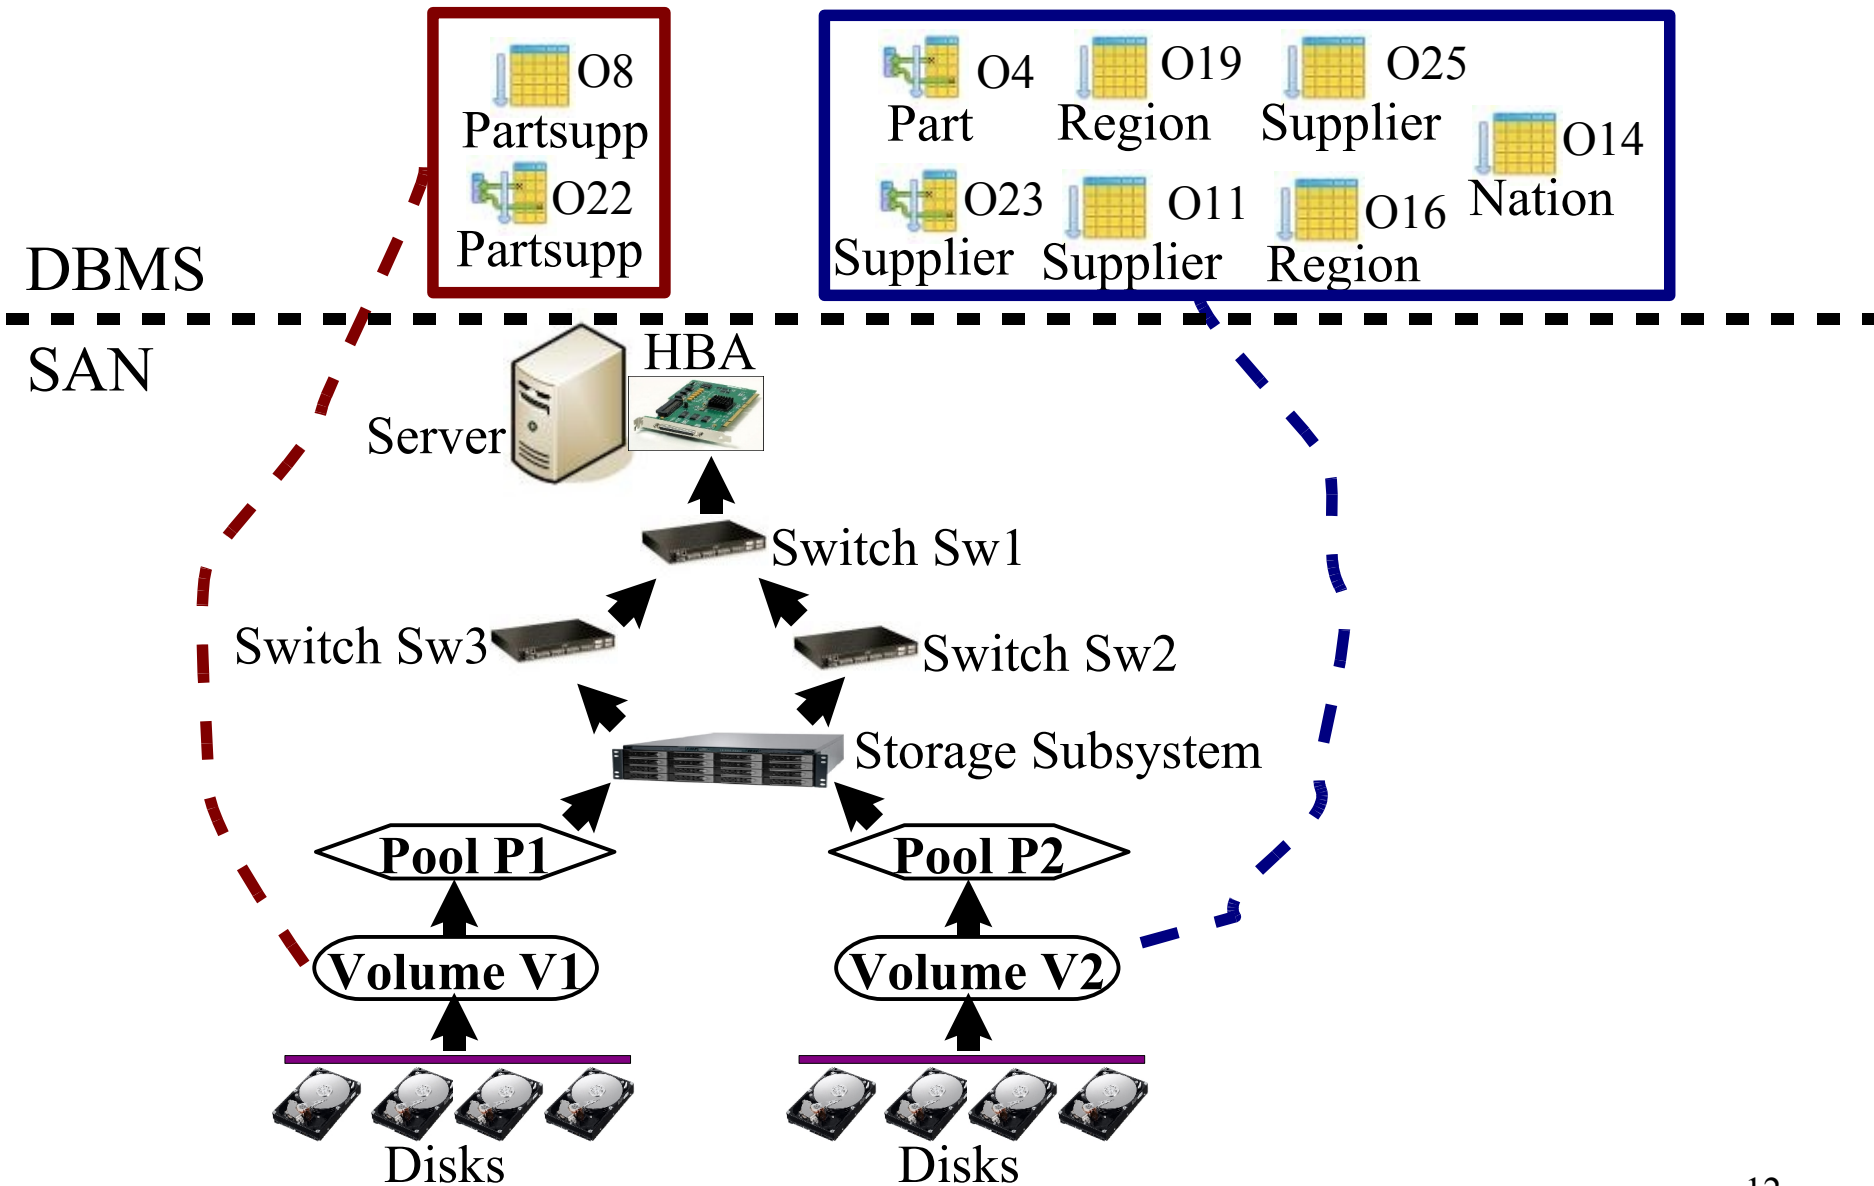 O8
Partsupp
O22
Partsupp
O4
Part
O19
Region
O25
Supplier
O14
Nation
O23
Supplier
O11
Supplier
O16
Region
DBMS
SAN
HBA
Server
Switch Sw1
Switch Sw3
Switch Sw2
Storage Subsystem
Pool P1
Pool P2
Volume V1
Volume V2
Disks
Disks